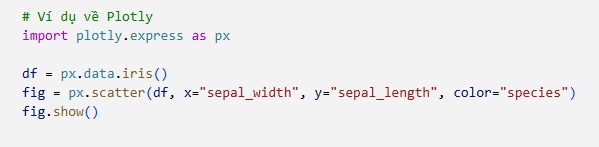 # Ví dụ về Plotly
import plotly.express as px
df = px.data.iris()
fig = px.scatter(df, x="sepal_width", y="sepal_length", color="species")
fig.show()